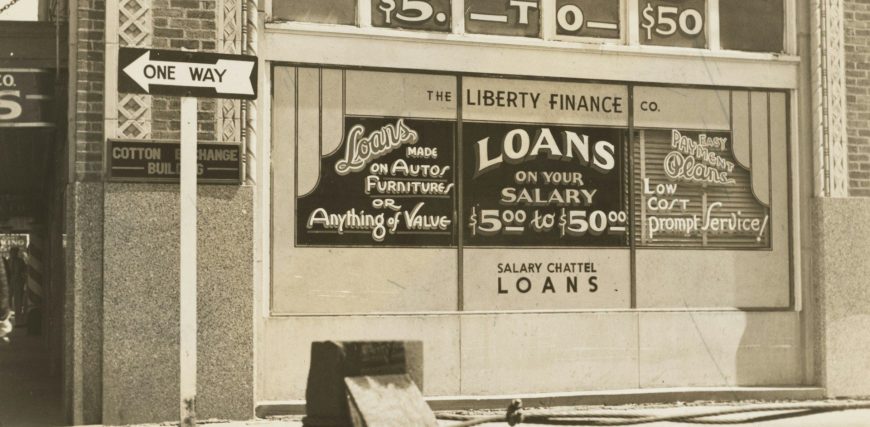 $5. — TO — $50
ONE WAY
CO.
S
COTTON EXCHANGE
BUILDING
THE LIBERTY FINANCE CO.
Loans
MADE
ON AUTOS
FURNITURES
OR
Anything of Value
LOANS
ON YOUR
SALARY
$5.00 to $50.00
EASY
PAYMENT
Plans
LOW
COST
prompt Service!
SALARY CHATTEL
LOANS